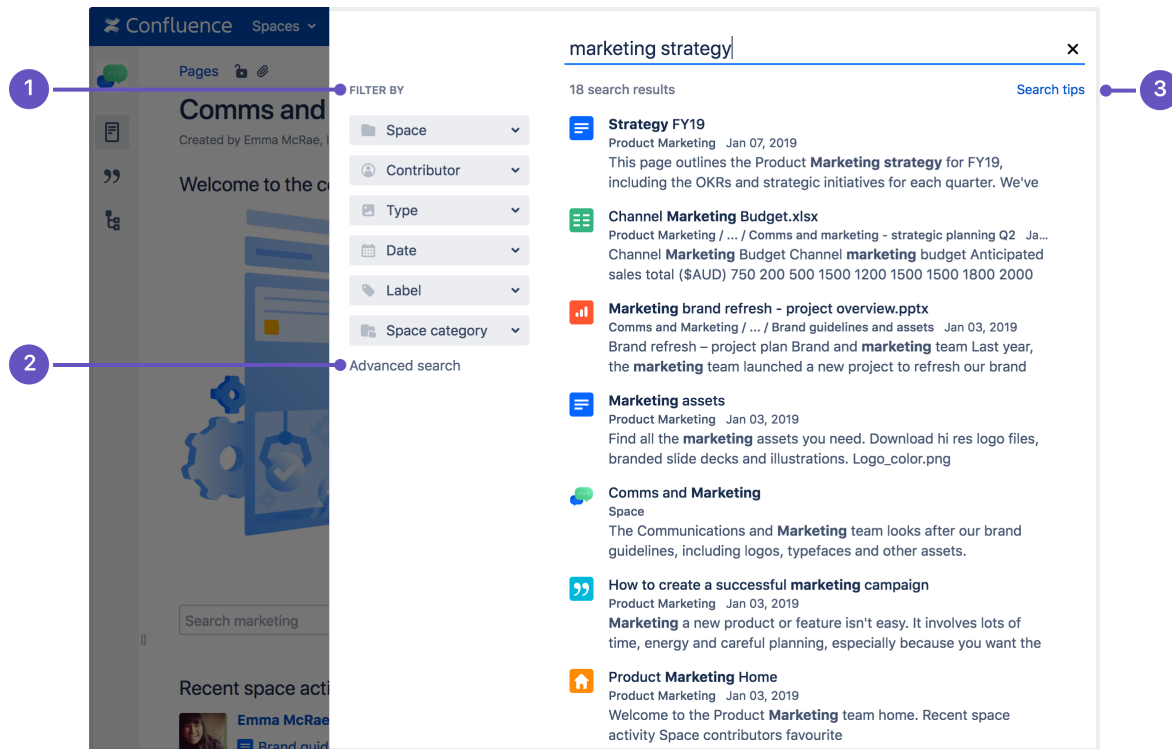 Confluence Spaces
marketing strategy
1
FILTER BY
18 search results
Search tips
3
Pages
Comms and
Created by Emma McRae,
Welcome to the co
Space
Contributor
Type
Date
Label
Space category
2
Advanced search
Search marketing
Recent space acti
Emma McRae
Brand guid
Strategy FY19
Product Marketing Jan 07, 2019
This page outlines the Product Marketing strategy for FY19,
including the OKRs and strategic initiatives for each quarter. We've
Channel Marketing Budget.xlsx
Product Marketing / ... / Comms and marketing - strategic planning Q2 Ja...
Channel Marketing Budget Channel marketing budget Anticipated
sales total ($AUD) 750 200 500 1500 1200 1500 1500 1800 2000
Marketing brand refresh - project overview.pptx
Comms and Marketing / ... / Brand guidelines and assets Jan 03, 2019
Brand refresh – project plan Brand and marketing team Last year,
the marketing team launched a new project to refresh our brand
Marketing assets
Product Marketing Jan 03, 2019
Find all the marketing assets you need. Download hi res logo files,
branded slide decks and illustrations. Logo_color.png
Comms and Marketing
Space
The Communications and Marketing team looks after our brand
guidelines, including logos, typefaces and other assets.
How to create a successful marketing campaign
Product Marketing Jan 03, 2019
Marketing a new product or feature isn't easy. It involves lots of
time, energy and careful planning, especially because you want the
Product Marketing Home
Product Marketing Jan 03, 2019
Welcome to the Product Marketing team home. Recent space
activity Space contributors favourite